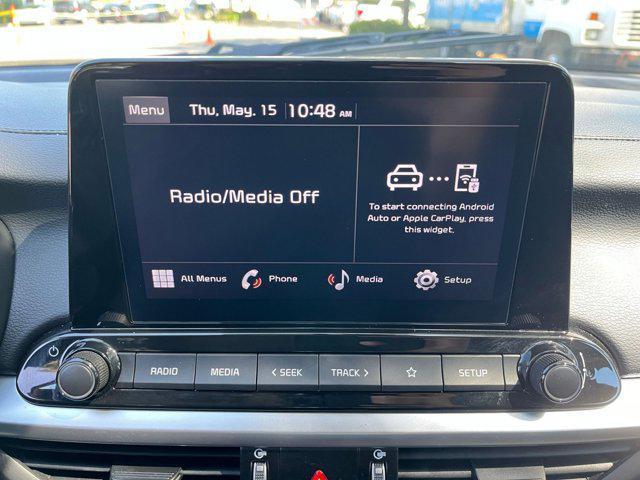 Menu
Thu, May. 15
10:48 AM
Radio/Media Off
To start connecting Android
Auto or Apple CarPlay, press
this widget.
All Menus
Phone
Media
Setup
RADIO
MEDIA
< SEEK
TRACK >
SETUP